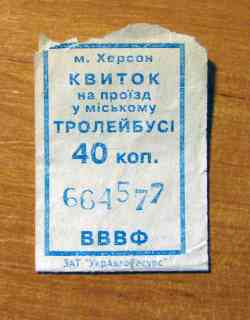 м. Херсон
КВИТОК
на проїзд
у міському
ТРОЛЕЙБУСІ
40 коп.
664577
ВВВФ
ЗАТ "УкрАвторесурс"